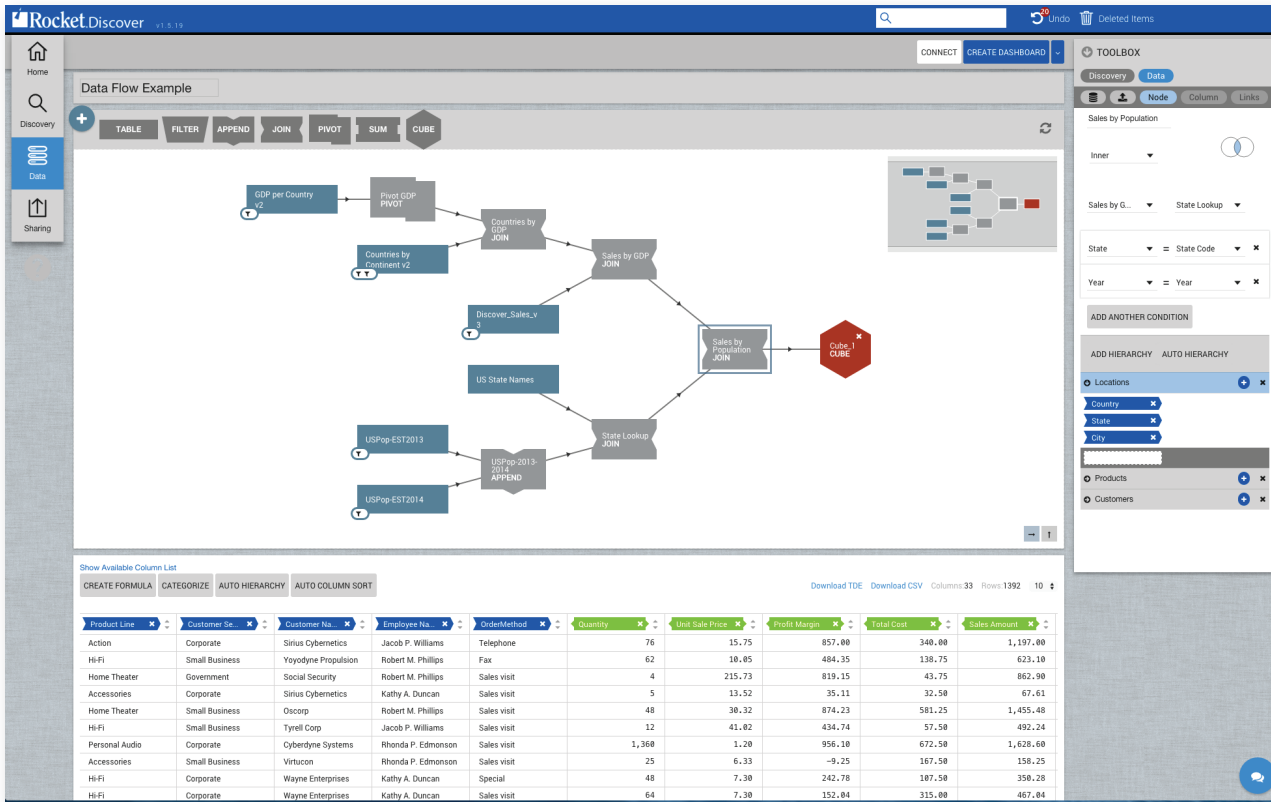 Rocket.Discover v1.5.19
20
Undo
Deleted Items
Home
Discovery
Data
Sharing
CONNECT
CREATE DASHBOARD
Data Flow Example
TABLE
FILTER
APPEND
JOIN
PIVOT
SUM
CUBE
GDP per Country
v2
Pivot GDP
PIVOT
Countries by
GDP
JOIN
Countries by
Continent v2
Sales by GDP
JOIN
Discover_Sales_v
3
Sales by
Population
JOIN
Cube_1
CUBE
US State Names
State Lookup
JOIN
USPop-EST2013
USPop-2013-
2014
APPEND
USPop-EST2014
TOOLBOX
Discovery
Data
Node
Column
Links
Sales by Population
Inner
Sales by G...
State Lookup
State = State Code
Year = Year
ADD ANOTHER CONDITION
ADD HIERARCHY
AUTO HIERARCHY
Locations
Country
State
City
Products
Customers
Show Available Column List
CREATE FORMULA
CATEGORIZE
AUTO HIERARCHY
AUTO COLUMN SORT
Download TDE
Download CSV
Columns:33
Rows:1392
10
Product Line Customer Se... Customer Na... Employee Na... OrderMethod Quantity Unit Sale Price Profit Margin Total Cost Sales Amount
Action Corporate Sirius Cybernetics Jacob P. Williams Telephone 76 15.75 857.00 340.00 1,197.00
Hi-Fi Small Business Yoyodyne Propulsion Robert M. Phillips Fax 62 10.05 484.35 138.75 623.10
Home Theater Government Social Security Robert M. Phillips Sales visit 4 215.73 819.15 43.75 862.90
Accessories Corporate Sirius Cybernetics Kathy A. Duncan Sales visit 5 13.52 35.11 32.50 67.61
Home Theater Small Business Oscorp Robert M. Phillips Sales visit 48 30.32 874.23 581.25 1,455.48
Hi-Fi Small Business Tyrell Corp Jacob P. Williams Sales visit 12 41.02 434.74 57.50 492.24
Personal Audio Corporate Cyberdyne Systems Rhonda P. Edmonson Sales visit 1,360 1.20 956.10 672.50 1,628.60
Accessories Small Business Virtucon Rhonda P. Edmonson Sales visit 25 6.33 -9.25 167.50 158.25
Hi-Fi Corporate Wayne Enterprises Kathy A. Duncan Special 48 7.30 242.78 107.50 350.28
Hi-Fi Corporate Wayne Enterprises Kathy A. Duncan Sales visit 64 7.30 152.04 315.00 467.04